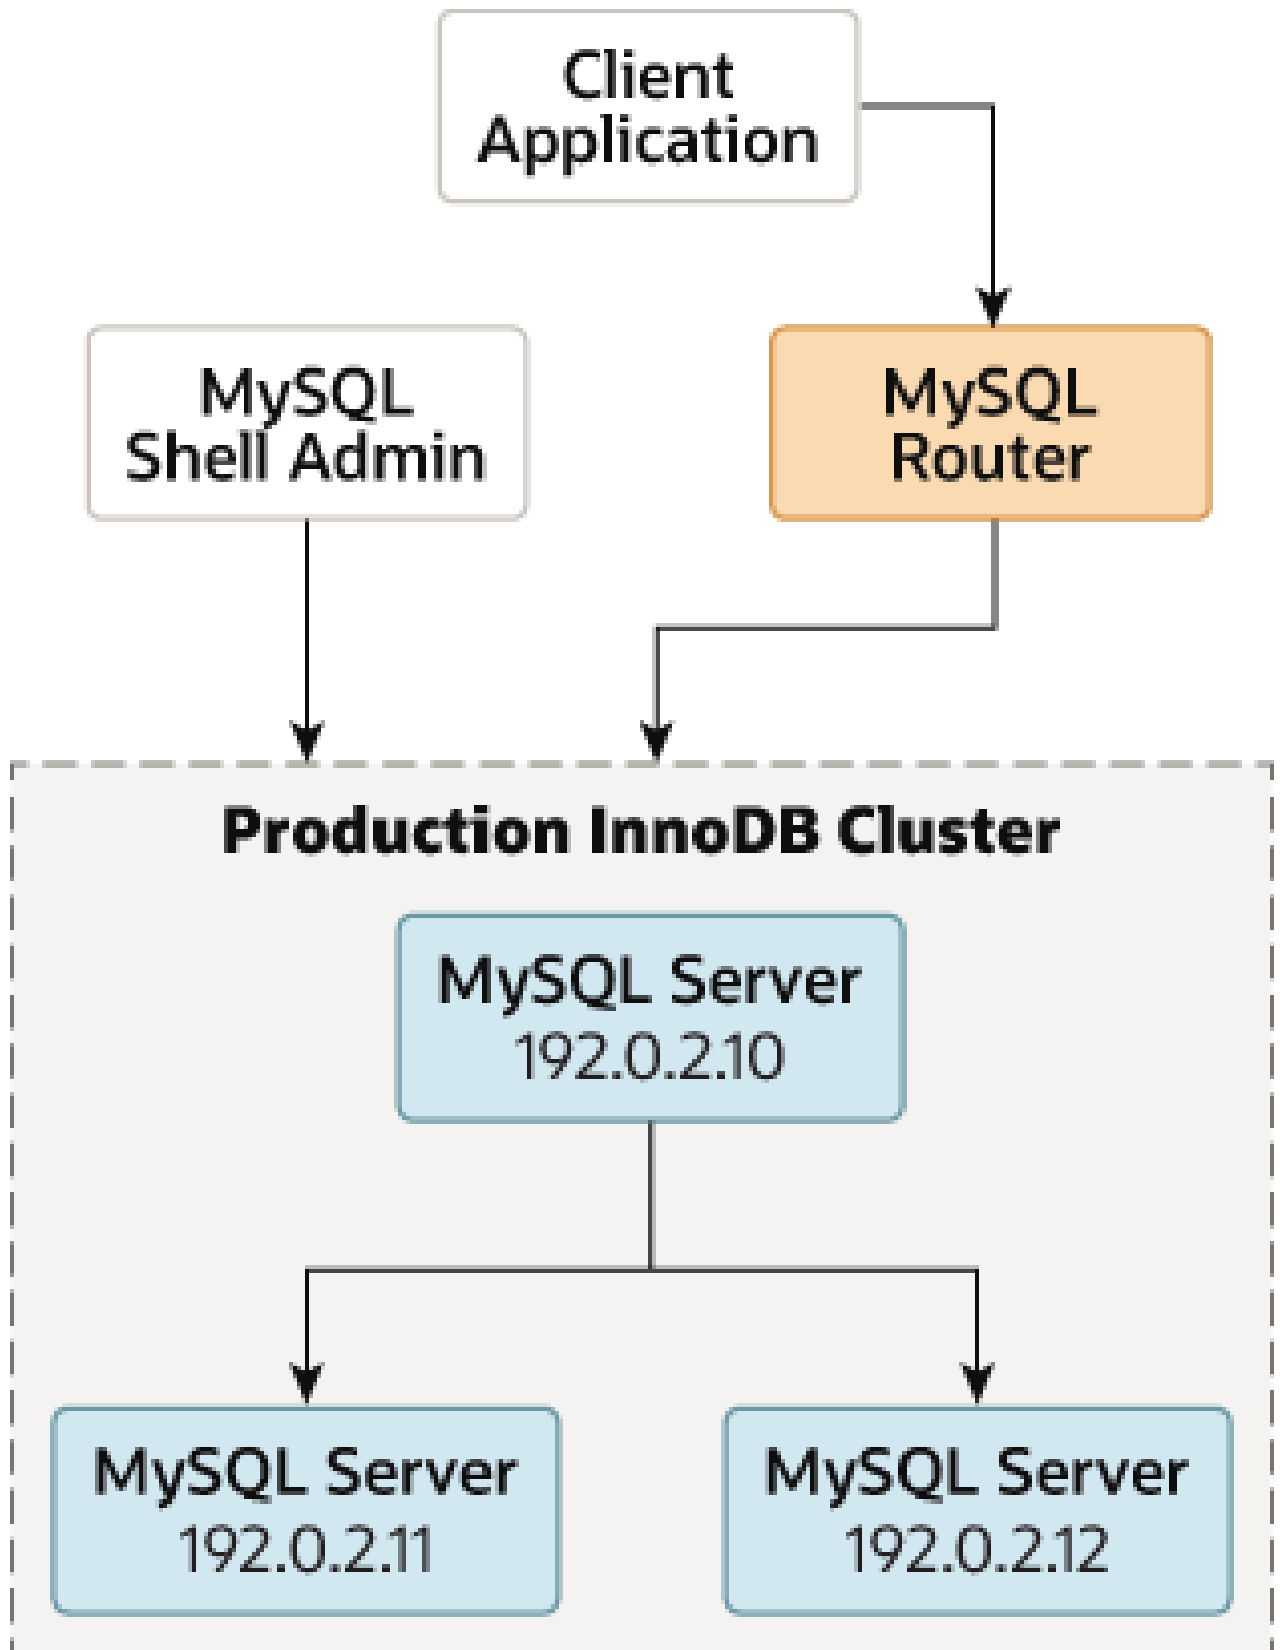 Client
Application
MySQL
Shell Admin
MySQL
Router
Production InnoDB Cluster
MySQL Server
192.0.2.10
MySQL Server
192.0.2.11
MySQL Server
192.0.2.12